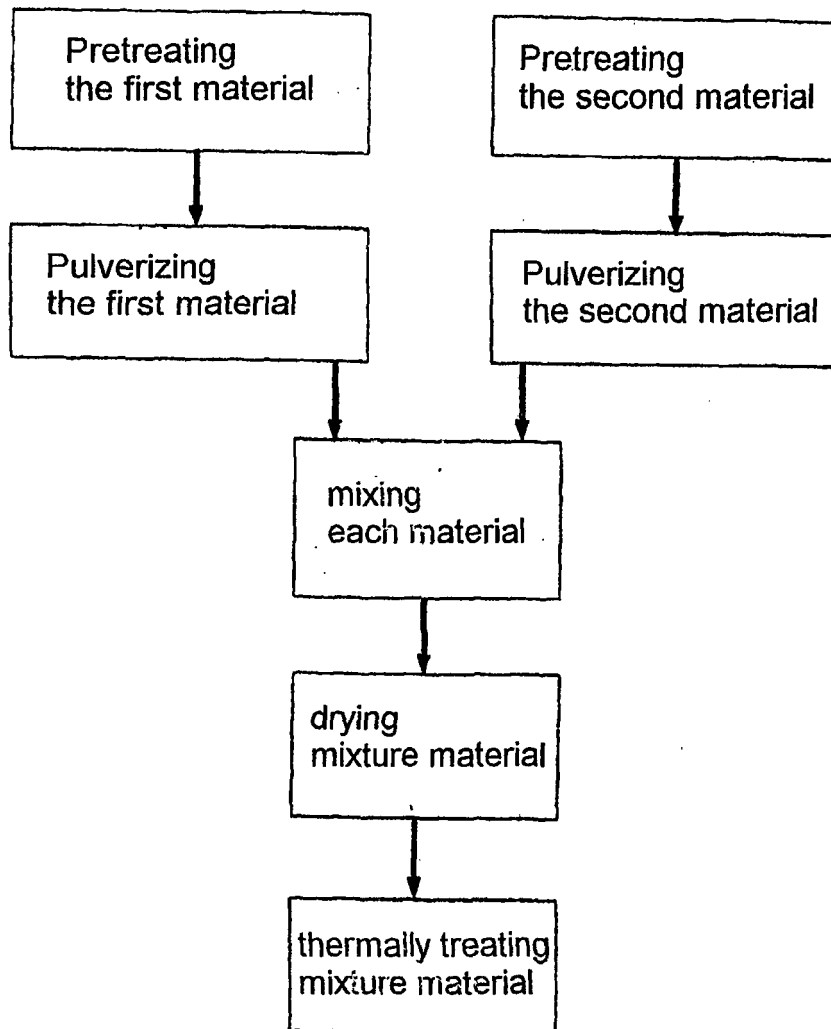 Pretreating
the first material
Pretreating
the second material
Pulverizing
the first material
Pulverizing
the second material
mixing
each material
drying
mixture material
thermally treating
mixture material